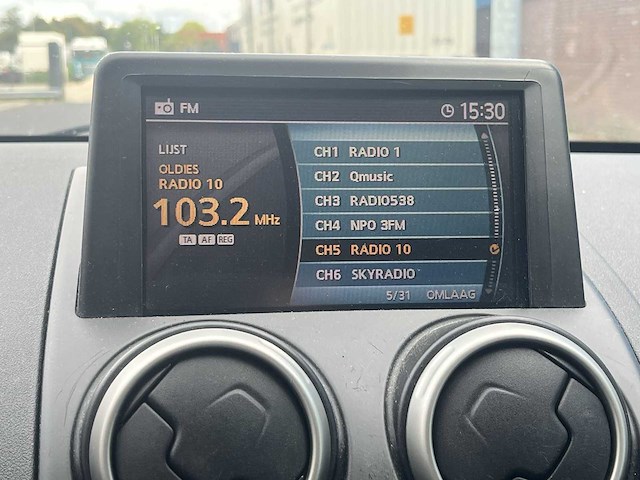 FM
15:30
LIJST
OLDIES
RADIO 10
103.2 MHz
TA AF REG
CH1 RADIO 1
CH2 Qmusic
CH3 RADIO538
CH4 NPO 3FM
CH5 RADIO 10
CH6 SKYRADIO
5/31 OMLAAG